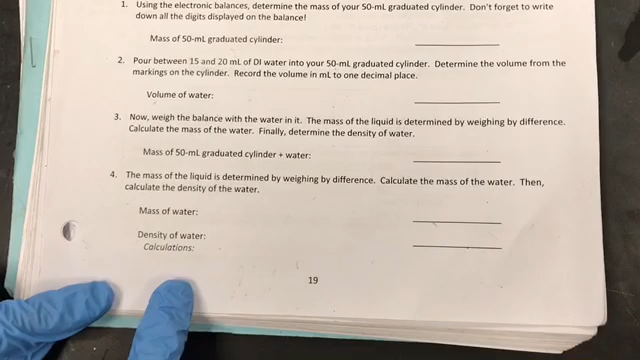 1. Using the electronic balances, determine the mass of your 50-mL graduated cylinder. Don't forget to write
down all the digits displayed on the balance!
Mass of 50-mL graduated cylinder:
2. Pour between 15 and 20 mL of DI water into your 50-mL graduated cylinder. Determine the volume from the
markings on the cylinder. Record the volume in mL to one decimal place.
Volume of water:
3. Now, weigh the balance with the water in it. The mass of the liquid is determined by weighing by difference.
Calculate the mass of the water. Finally, determine the density of water.
Mass of 50-mL graduated cylinder + water:
4. The mass of the liquid is determined by weighing by difference. Calculate the mass of the water. Then,
calculate the density of the water.
Mass of water:
Density of water:
Calculations:
19